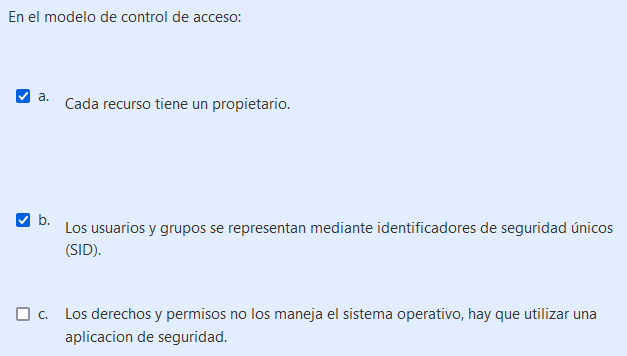 En el modelo de control de acceso:
a. Cada recurso tiene un propietario.
b. Los usuarios y grupos se representan mediante identificadores de seguridad únicos
(SID).
c. Los derechos y permisos no los maneja el sistema operativo, hay que utilizar una
aplicacion de seguridad.